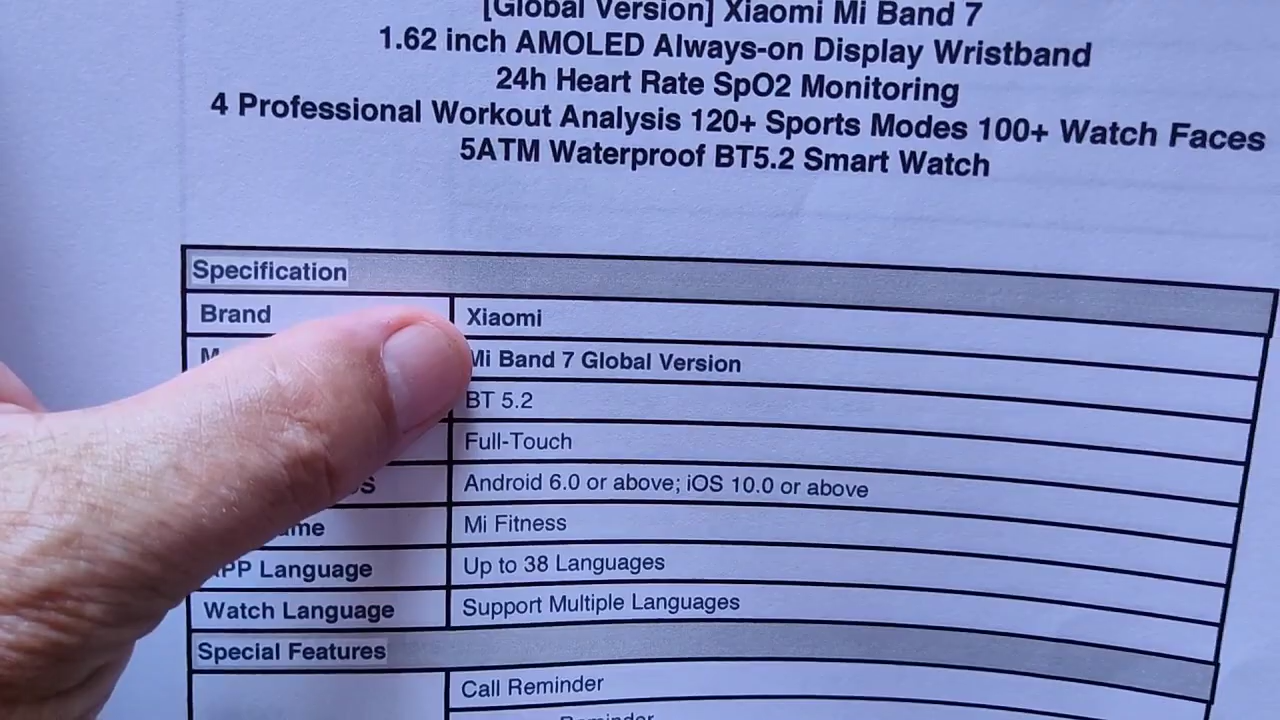 [Global Version] Xiaomi Mi Band 7
1.62 inch AMOLED Always-on Display Wristband
24h Heart Rate SpO2 Monitoring
4 Professional Workout Analysis 120+ Sports Modes 100+ Watch Faces
5ATM Waterproof BT5.2 Smart Watch
Specification
Brand Xiaomi
Mi Band 7 Global Version
BT 5.2
Full-Touch
Android 6.0 or above; iOS 10.0 or above
Mi Fitness
APP Language Up to 38 Languages
Watch Language Support Multiple Languages
Special Features
Call Reminder
Reminder